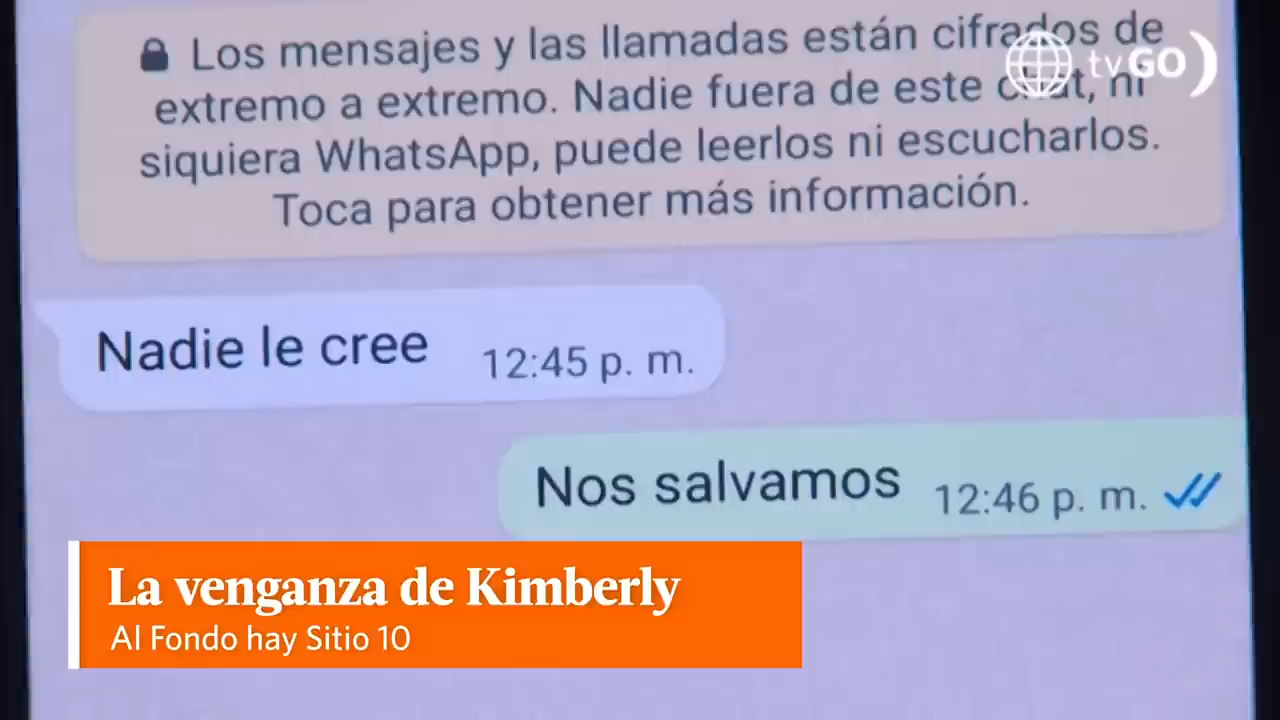 Los mensajes y las llamadas están cifrados de
extremo a extremo. Nadie fuera de este chat, ni
siquiera WhatsApp, puede leerlos ni escucharlos.
Toca para obtener más información.
tvGO
Nadie le cree 12:45 p. m.
Nos salvamos 12:46 p. m.
La venganza de Kimberly
Al Fondo hay Sitio 10